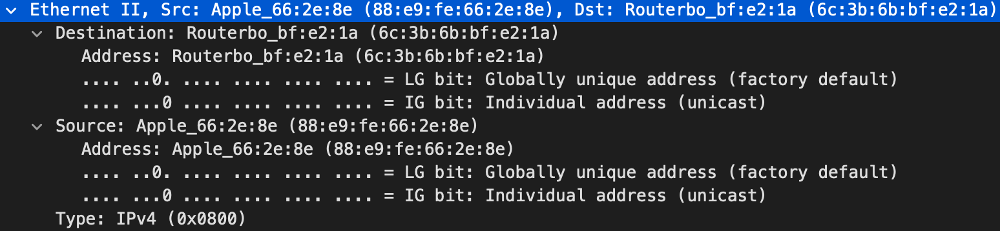 Ethernet II, Src: Apple_66:2e:8e (88:e9:fe:66:2e:8e), Dst: Routerbo_bf:e2:1a (6c:3b:6b:bf:e2:1a)
Destination: Routerbo_bf:e2:1a (6c:3b:6b:bf:e2:1a)
Address: Routerbo_bf:e2:1a (6c:3b:6b:bf:e2:1a)
.... ..0. .... .... .... .... = LG bit: Globally unique address (factory default)
.... ...0 .... .... .... .... = IG bit: Individual address (unicast)
Source: Apple_66:2e:8e (88:e9:fe:66:2e:8e)
Address: Apple_66:2e:8e (88:e9:fe:66:2e:8e)
.... ..0. .... .... .... .... = LG bit: Globally unique address (factory default)
.... ...0 .... .... .... .... = IG bit: Individual address (unicast)
Type: IPv4 (0x0800)